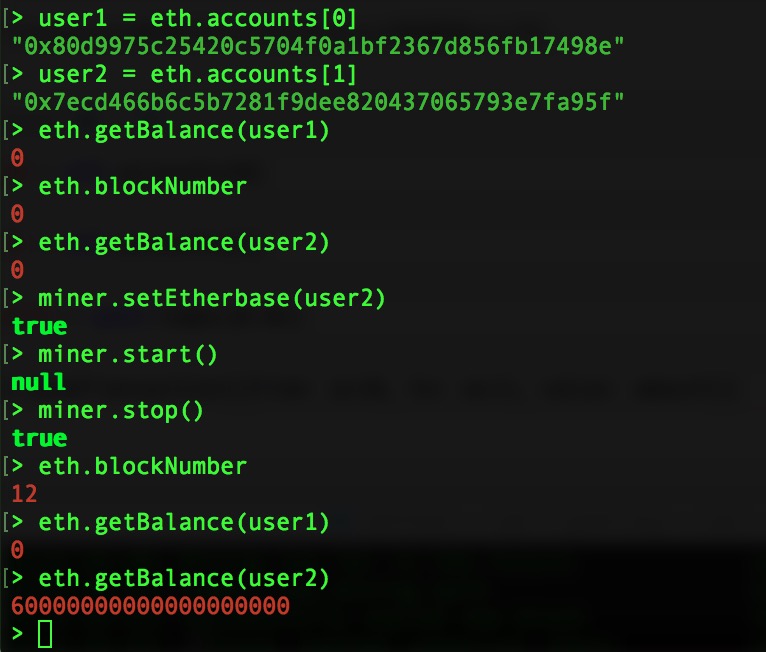 [> user1 = eth.accounts[0]
"0x80d9975c25420c5704f0a1bf2367d856fb17498e"
[> user2 = eth.accounts[1]
"0x7ecd466b6c5b7281f9dee820437065793e7fa95f"
[> eth.getBalance(user1)
0
[> eth.blockNumber
0
[> eth.getBalance(user2)
0
[> miner.setEtherbase(user2)
true
[> miner.start()
null
[> miner.stop()
true
[> eth.blockNumber
12
[> eth.getBalance(user1)
0
[> eth.getBalance(user2)
60000000000000000000
>